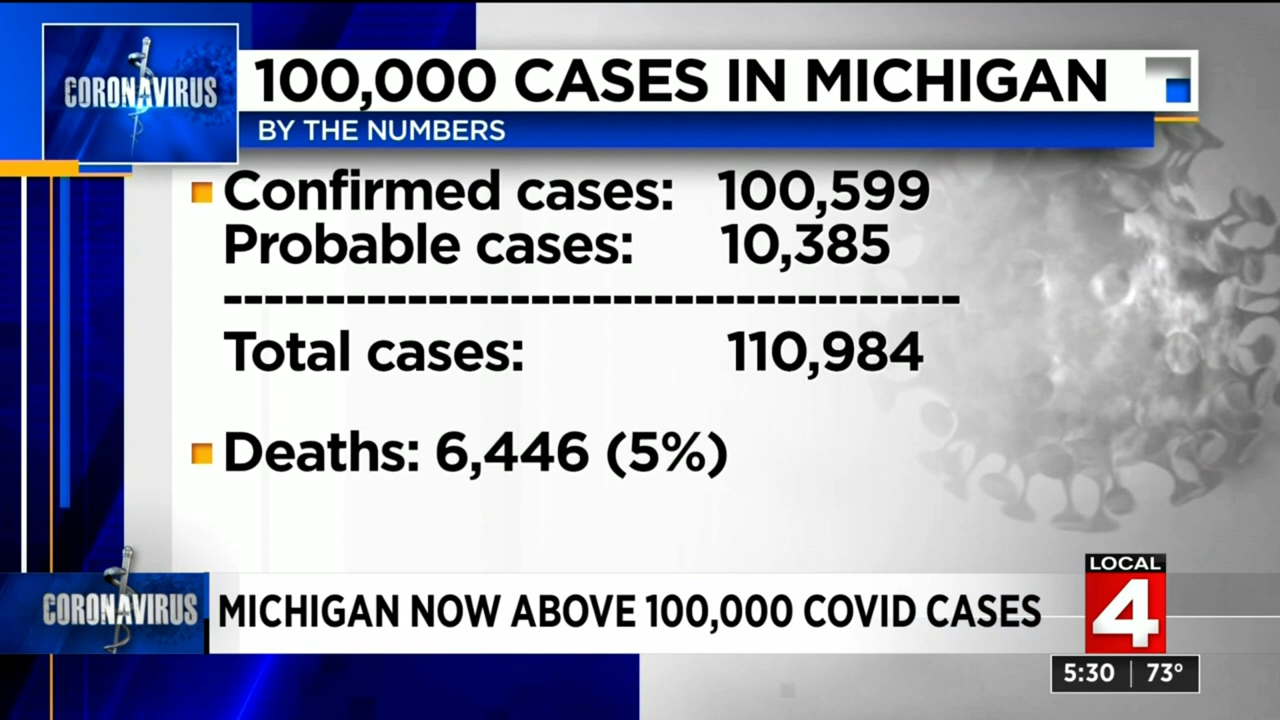 CORONAVIRUS
100,000 CASES IN MICHIGAN
BY THE NUMBERS
Confirmed cases: 100,599
Probable cases: 10,385
------------------------------------
Total cases: 110,984
Deaths: 6,446 (5%)
CORONAVIRUS
MICHIGAN NOW ABOVE 100,000 COVID CASES
LOCAL
4
5:30 | 73°